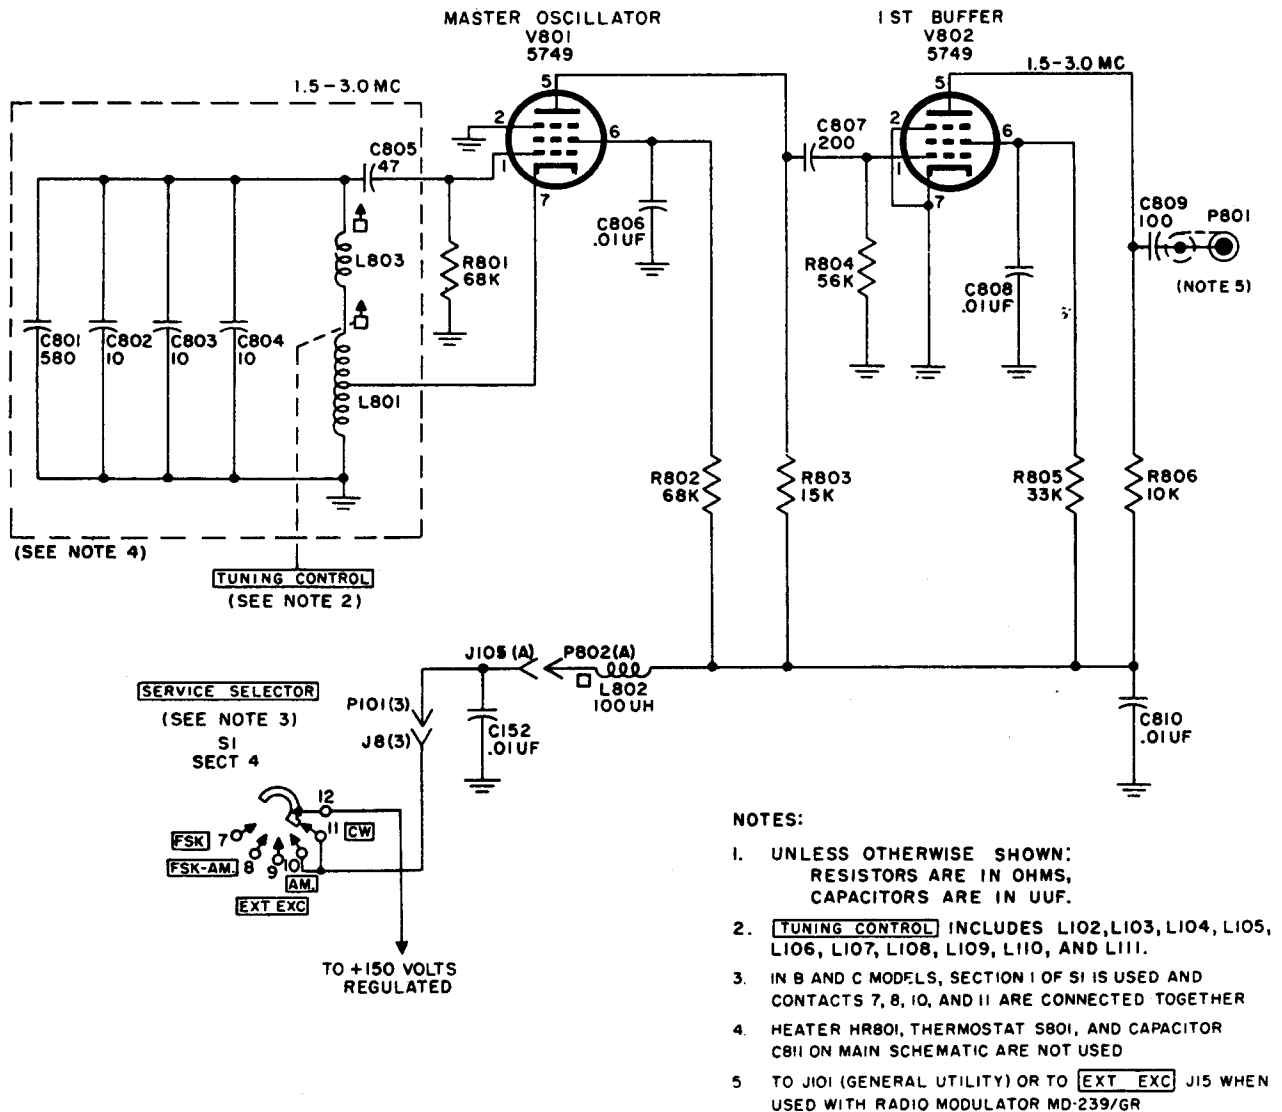 MASTER OSCILLATOR
V801
5749
1ST BUFFER
V802
5749
1.5-3.0 MC
1.5-3.0 MC
5
2
6
1
7
5
2
6
1
7
C805
47
C807
200
C806
.01UF
C809
100
P801
(NOTE 5)
L803
R801
68K
R804
56K
C808
.01UF
C801
580
C802
10
C803
10
C804
10
L801
R802
68K
R803
15K
R805
33K
R806
10K
(SEE NOTE 4)
TUNING CONTROL
(SEE NOTE 2)
J105(A)
P802(A)
L802
100UH
SERVICE SELECTOR
(SEE NOTE 3)
S1
SECT 4
P101(3)
J8(3)
C152
.01UF
C810
.01UF
12
FSK 7
11 CW
FSK-AM. 8
9
10
AM.
EXT EXC
TO +150 VOLTS
REGULATED
NOTES:
1. UNLESS OTHERWISE SHOWN:
RESISTORS ARE IN OHMS,
CAPACITORS ARE IN UUF.
2. TUNING CONTROL INCLUDES L102,L103,L104,L105,
L106, L107, L108, L109, L110, AND L111.
3. IN B AND C MODELS, SECTION 1 OF S1 IS USED AND
CONTACTS 7, 8, 10, AND 11 ARE CONNECTED TOGETHER
4. HEATER HR801, THERMOSTAT S801, AND CAPACITOR
C811 ON MAIN SCHEMATIC ARE NOT USED
5 TO J101 (GENERAL UTILITY) OR TO EXT EXC J15 WHEN
USED WITH RADIO MODULATOR MD-239/GR